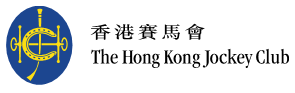 香港賽馬會
The Hong Kong Jockey Club